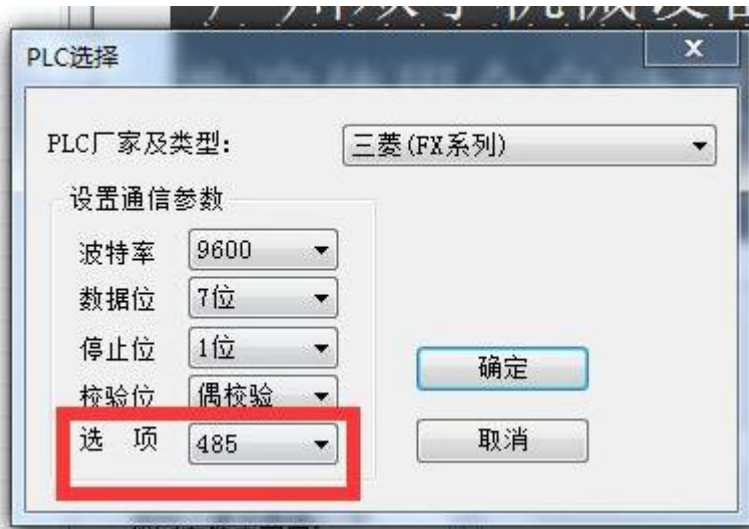 PLC选择
x
PLC厂家及类型:
三菱(FX系列)
设置通信参数
波特率 9600
数据位 7位
停止位 1位
校验位 偶校验
选 项 485
确定
取消